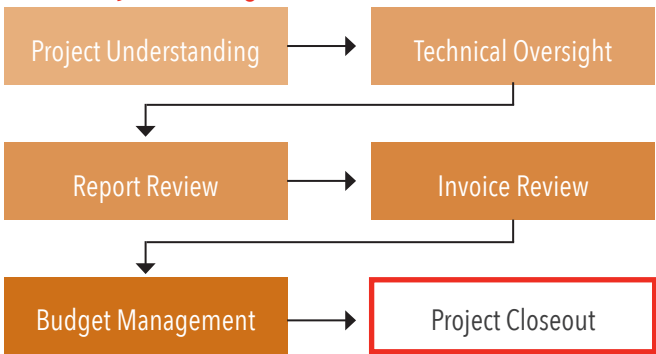 Project Understanding
Technical Oversight
Report Review
Invoice Review
Budget Management
Project Closeout